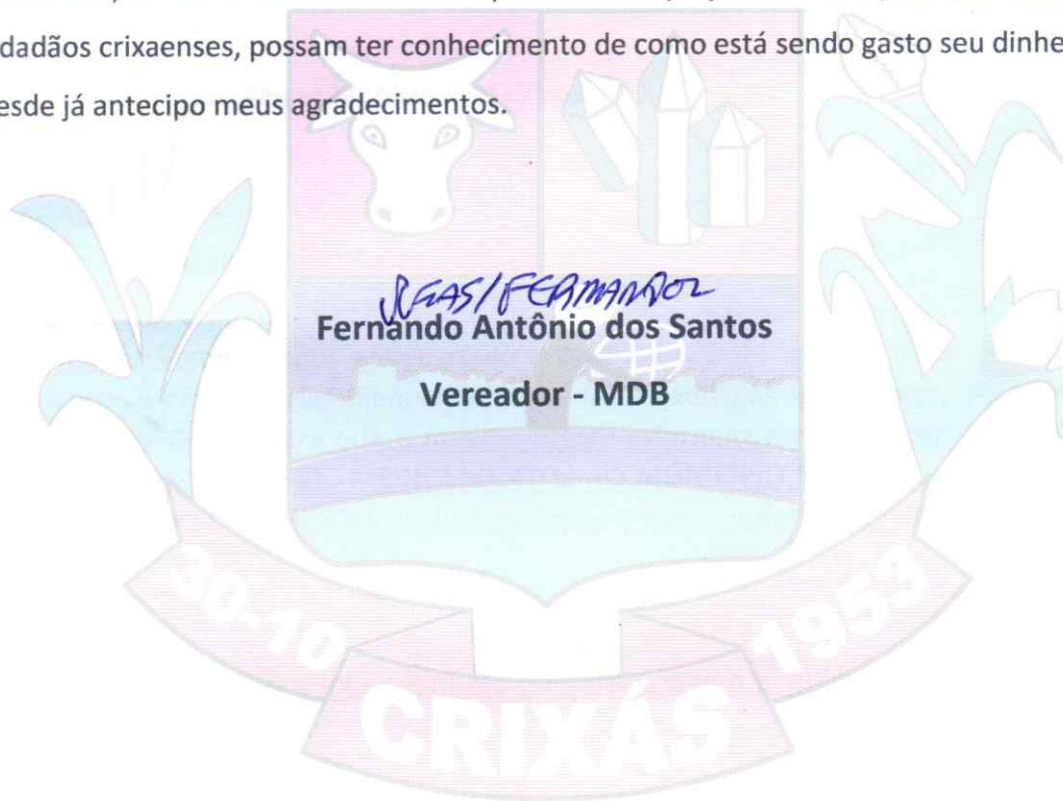 dadãos crixaenses, possam ter conhecimento de como está sendo gasto seu dinhe
esde já antecipo meus agradecimentos.
Fernando Antônio dos Santos
Vereador - MDB
30-10
1953
CRIXÁS